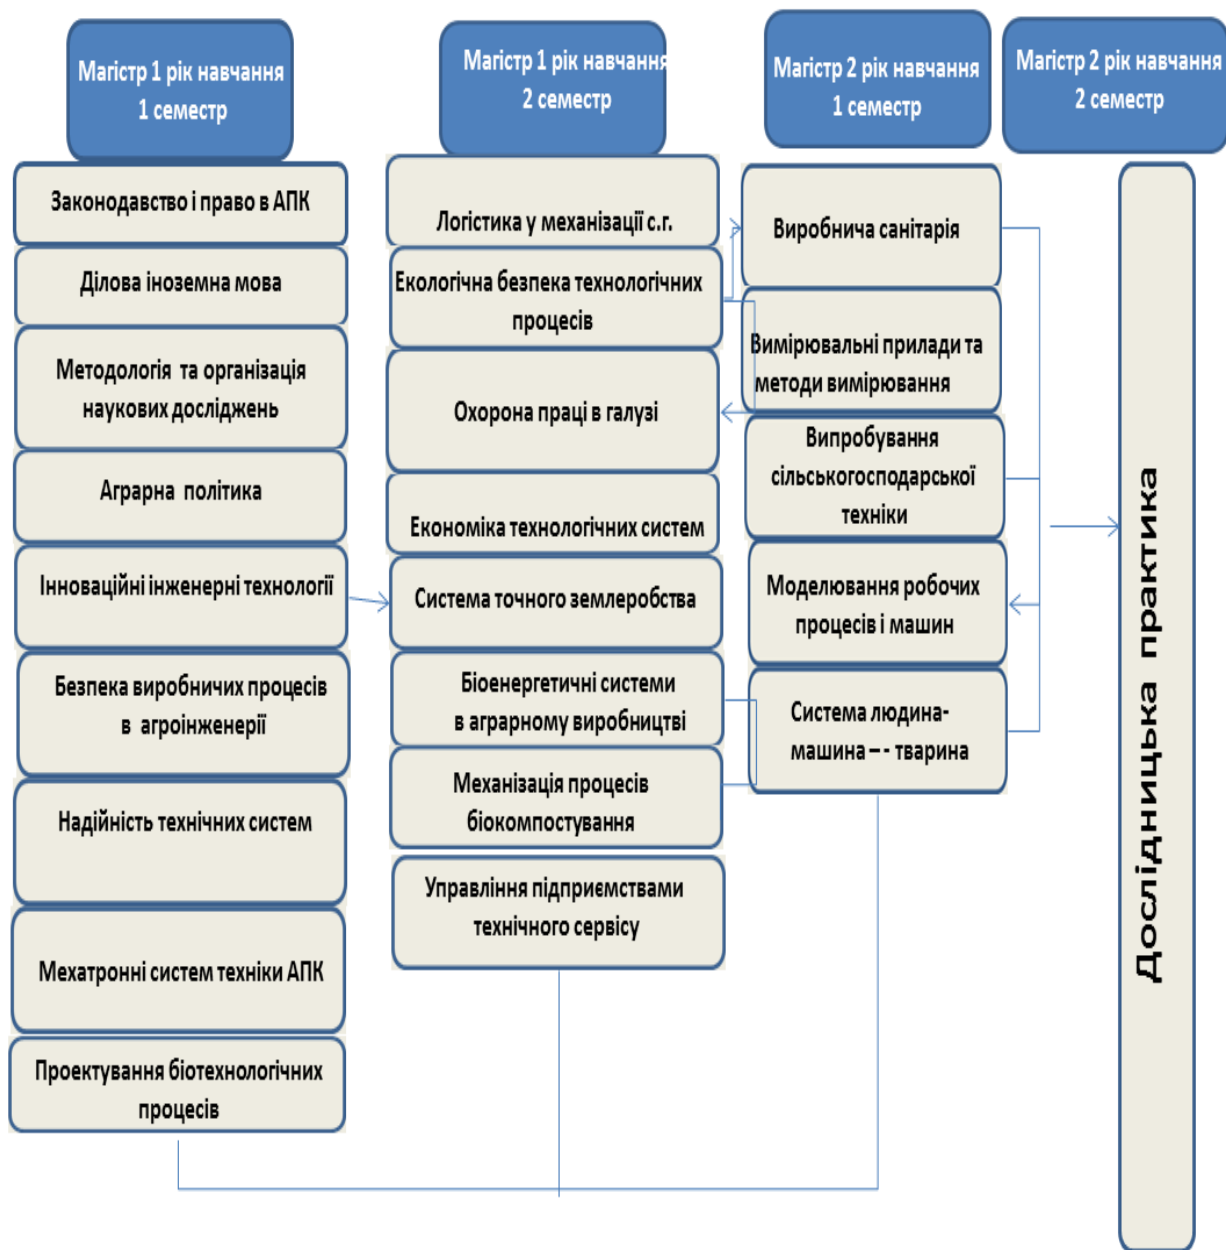 Магістр 1 рік навчання
1 семестр
Законодавство і право в АПК
Ділова іноземна мова
Методологія та організація
наукових досліджень
Аграрна політика
Інноваційні інженерні технології
Безпека виробничих процесів
в агроінженерії
Надійність технічних систем
Мехатронні систем техніки АПК
Проектування біотехнологічних
процесів
Магістр 1 рік навчання
2 семестр
Логістика у механізації с.г.
Екологічна безпека технологічних
процесів
Охорона праці в галузі
Економіка технологічних систем
Система точного землеробства
Біоенергетичні системи
в аграрному виробництві
Механізація процесів
біокомпостування
Управління підприємствами
технічного сервісу
Магістр 2 рік навчання
1 семестр
Виробнича санітарія
Вимірювальні прилади та
методи вимірювання
Випробування
сільськогосподарської
техніки
Моделювання робочих
процесів і машин
Система людина-
машина – - тварина
Магістр 2 рік навчання
2 семестр
Дослідницька практика